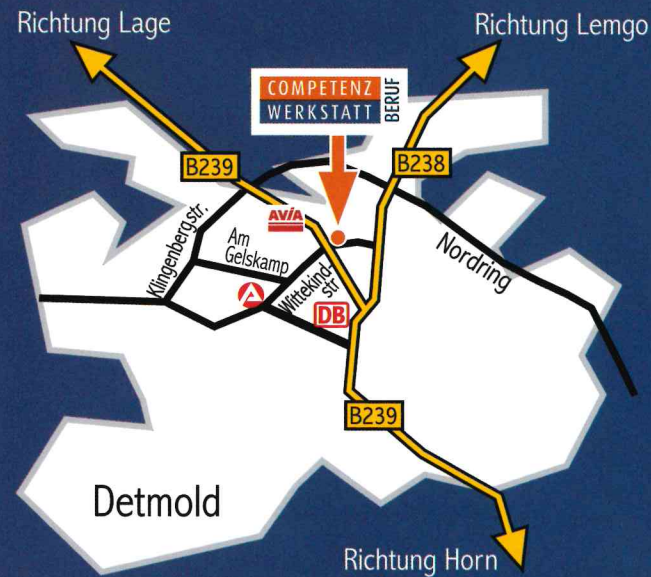 Richtung Lage
Richtung Lemgo
COMPETENZ
WERKSTATT
BERUF
B239
B238
AVIA
Klingenbergstr.
Am
Gelskamp
Wittekind-
str
DB
Nordring
B239
Detmold
Richtung Horn